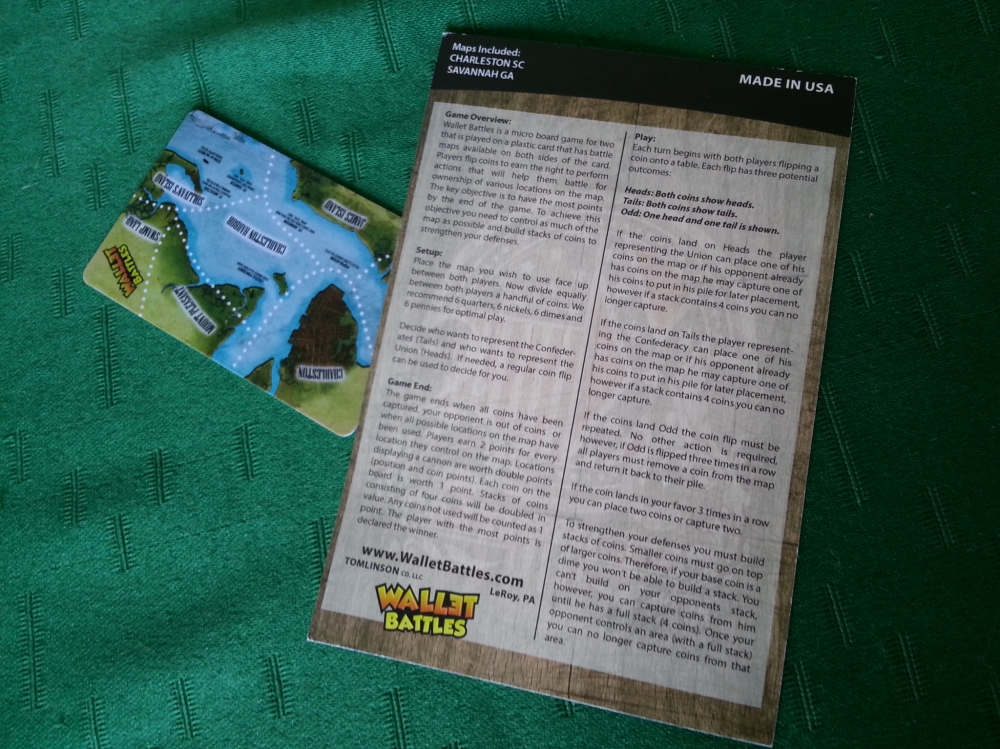 Maps Included:
CHARLESTON SC
SAVANNAH GA
MADE IN USA
Game Overview:
Wallet Battles is a micro board game for two
that is played on a plastic card that has battle
maps available on both sides of the card.
Players flip coins to earn the right to perform
actions that will help them battle for
ownership of various locations on the map.
The key objective is to have the most points
by the end of the game. To achieve this
objective you need to control as much of the
map as possible and build stacks of coins to
strengthen your defenses.
Setup:
Place the map you wish to use face up
between both players. Now divide equally
between both players a handful of coins. We
recommend 6 quarters, 6 nickels, 6 dimes and
6 pennies for optimal play.
Decide who wants to represent the Confeder-
ates (Tails) and who wants to represent the
Union (Heads). If needed, a regular coin flip
can be used to decide for you.
Game End:
The game ends when all coins have been
captured, your opponent is out of coins or
when all possible locations on the map have
been used. Players earn 2 points for every
location they control on the map. Locations
displaying a cannon are worth double points
(position and coin points). Each coin on the
board is worth 1 point. Stacks of coins
consisting of four coins will be doubled in
value. Any coins not used will be counted as 1
point. The player with the most points is
declared the winner.
www.WalletBattles.com
TOMLINSON CO. LLC
LeRoy, PA
WALLET
BATTLES
Play:
Each turn begins with both players flipping a
coin onto a table. Each flip has three potential
outcomes:
Heads: Both coins show heads.
Tails: Both coins show tails.
Odd: One head and one tail is shown.
If the coins land on Heads the player
representing the Union can place one of his
coins on the map or if his opponent already
has coins on the map he may capture one of
his coins to put in his pile for later placement,
however if a stack contains 4 coins you can no
longer capture.
If the coins land on Tails the player represent-
ing the Confederacy can place one of his
coins on the map or if his opponent already
has coins on the map he may capture one of
his coins to put in his pile for later placement,
however if a stack contains 4 coins you can no
longer capture.
If the coins land Odd the coin flip must be
repeated. No other action is required,
however, if Odd is flipped three times in a row
all players must remove a coin from the map
and return it back to their pile.
If the coin lands in your favor 3 times in a row
you can place two coins or capture two.
To strengthen your defenses you must build
stacks of coins. Smaller coins must go on top
of larger coins. Therefore, if your base coin is a
dime you won't be able to build a stack. You
can't build on your opponents stack,
however, you can capture coins from him
until he has a full stack (4 coins). Once your
opponent controls an area (with a full stack)
you can no longer capture coins from that
area.
CHARLESTON
MOUNT PLEASANT
WALLET
BATTLES
CHARLESTON HARBOR
SWAMP LAND
JAMES ISLAND
SULLIVAN'S ISLAND